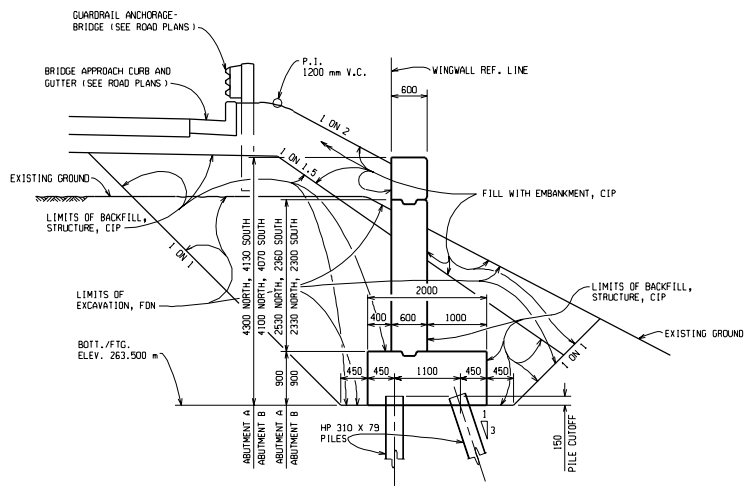 GUARDRAIL ANCHORAGE-
BRIDGE (SEE ROAD PLANS)
P.I.
1200 mm V.C.
WINGWALL REF. LINE
BRIDGE APPROACH CURB AND
GUTTER (SEE ROAD PLANS)
600
1 ON 2
1 ON 1.5
EXISTING GROUND
FILL WITH EMBANKMENT, CIP
LIMITS OF BACKFILL,
STRUCTURE, CIP
1 ON 1
4300 NORTH, 4130 SOUTH
4100 NORTH, 4070 SOUTH
2530 NORTH, 2360 SOUTH
2330 NORTH, 2300 SOUTH
LIMITS OF BACKFILL,
STRUCTURE, CIP
2000
LIMITS OF
EXCAVATION, FDN
400
600
1000
EXISTING GROUND
BOTT./FTG.
ELEV. 263.500 m
1 ON 1
900
900
450
450
1100
450
450
ABUTMENT A
ABUTMENT B
ABUTMENT A
ABUTMENT B
HP 310 X 79
PILES
1
3
150
PILE CUTOFF